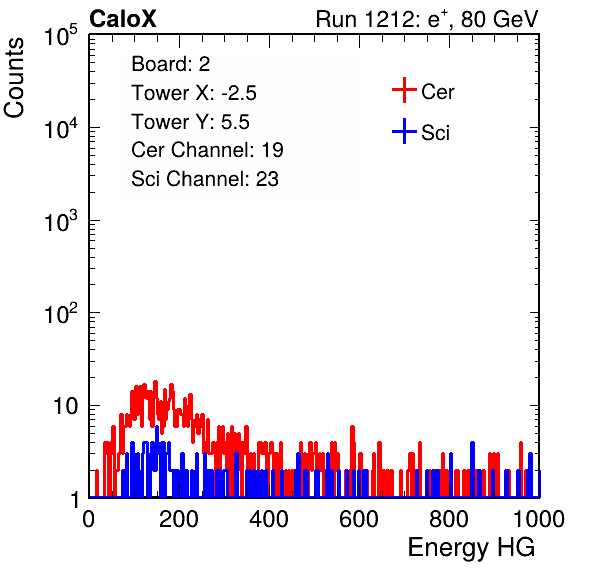 CaloX Run 1212: e⁺, 80 GeV
Counts
10⁵
10⁴
10³
10²
10
1
Board: 2
Tower X: -2.5
Tower Y: 5.5
Cer Channel: 19
Sci Channel: 23
Cer
Sci
0 200 400 600 800 1000
Energy HG